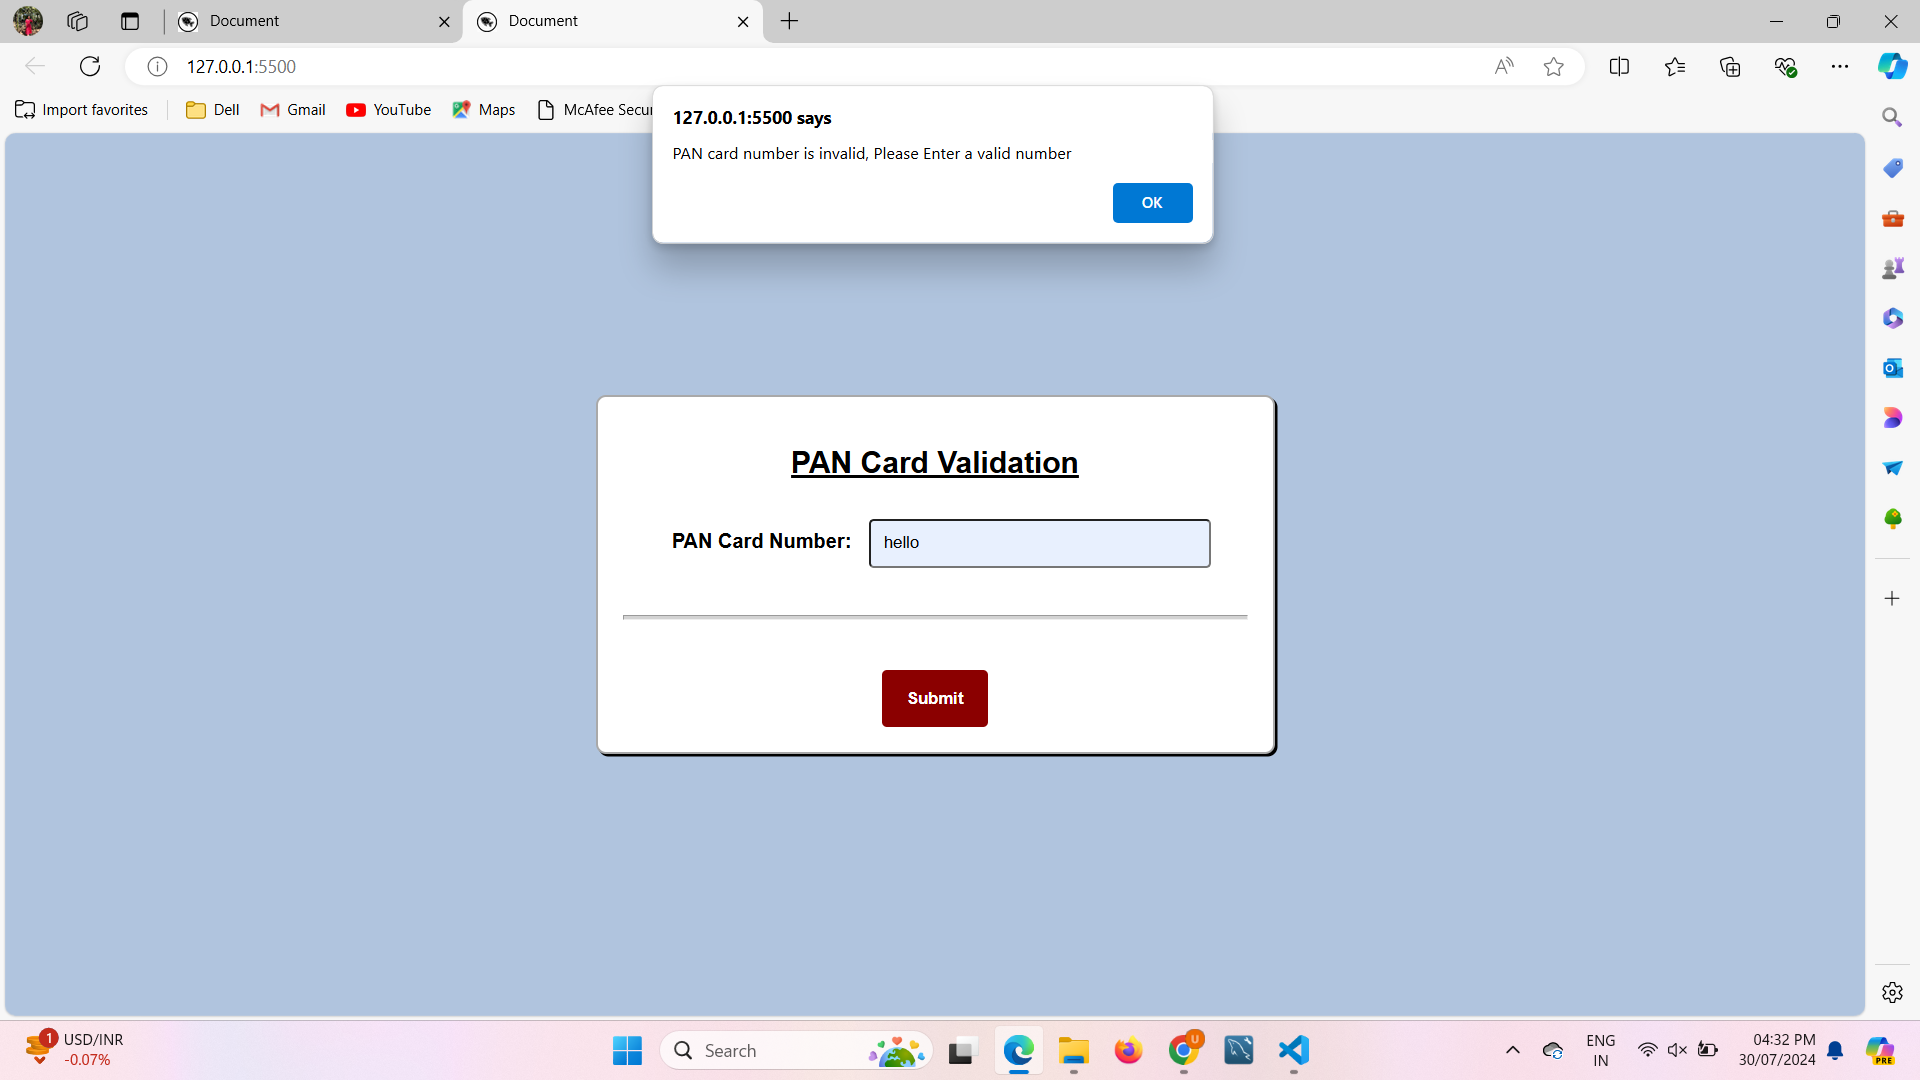 Document
Document
127.0.0.1:5500
Import favorites
Dell
Gmail
YouTube
Maps
McAfee Secu
127.0.0.1:5500 says
PAN card number is invalid, Please Enter a valid number
OK
PAN Card Validation
PAN Card Number:
hello
Submit
1
USD/INR
-0.07%
Search
U
ENG
IN
04:32 PM
30/07/2024
PRE